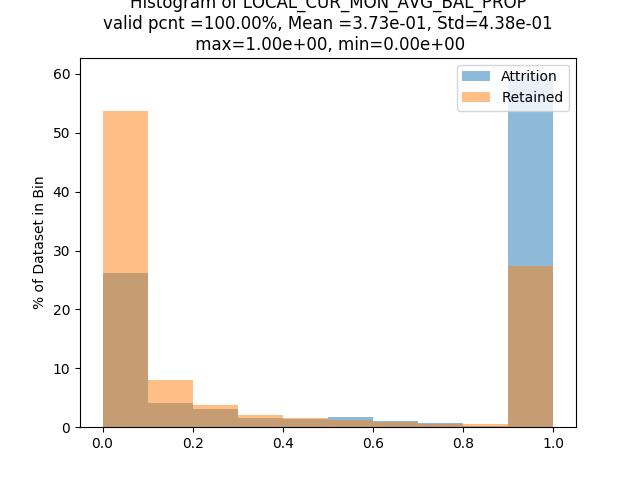 Histogram of LOCAL_CUR_MON_AVG_BAL_PROP
valid pcnt =100.00%, Mean =3.73e-01, Std=4.38e-01
max=1.00e+00, min=0.00e+00
Attrition
Retained
% of Dataset in Bin
60
50
40
30
20
10
0
0.0 0.2 0.4 0.6 0.8 1.0